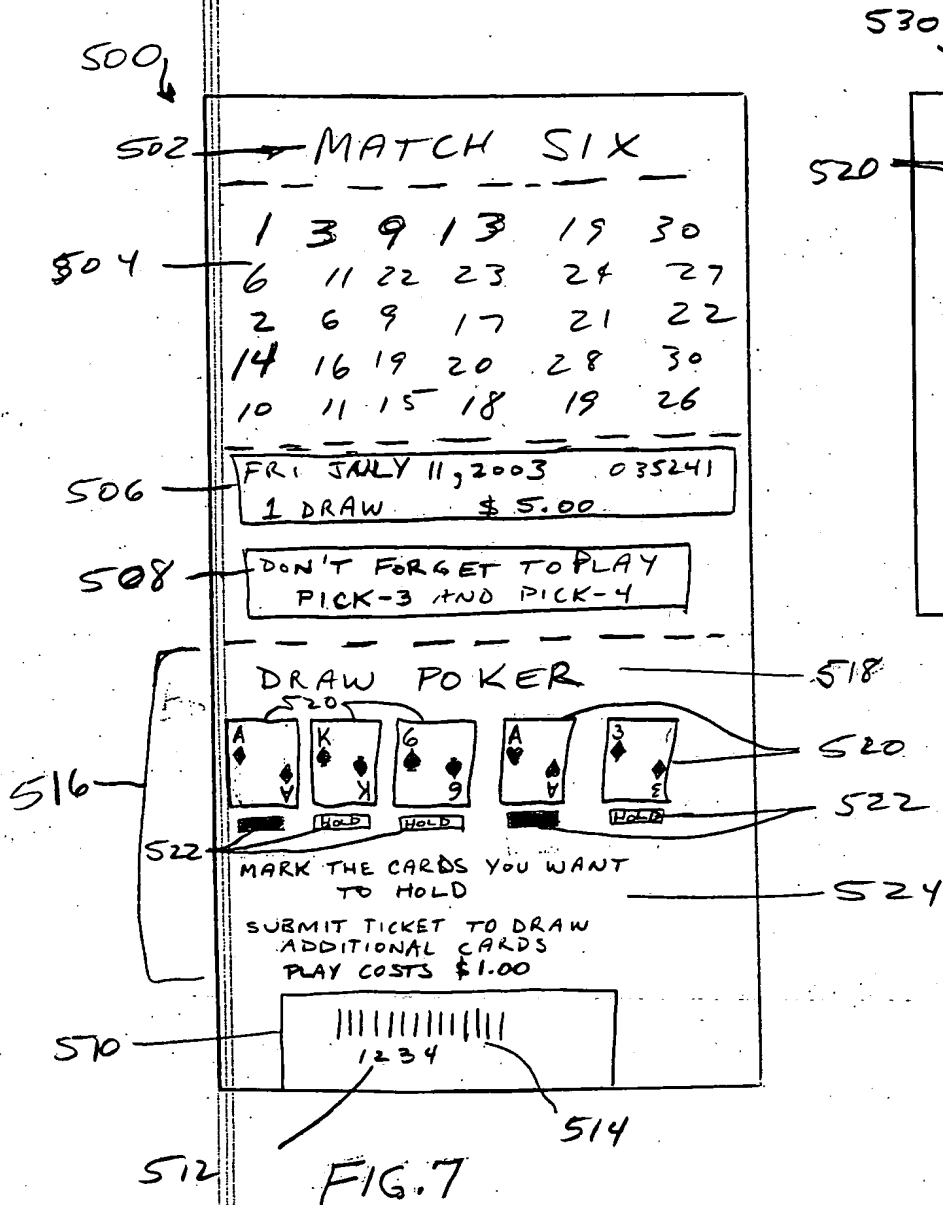 530
500
502 MATCH SIX
520
1 3 9 13 19 30
504 6 11 22 23 24 27
2 6 9 17 21 22
14 16 19 20 28 30
10 11 15 18 19 26
FRI 11, 2003 035241
506 1 DRAW $ 5.00
508 DON'T FORGET TO PLAY
PICK-3 AND PICK-4
DRAW POKER 518
520
A K 6 A 3
A K 6 A 3 520
516
HOLD HOLD HOLD 522
522
MARK THE CARDS YOU WANT
TO HOLD 524
SUBMIT TICKET TO DRAW
ADDITIONAL CARDS
PLAY COSTS $1.00
510
1234
514
512 FIG. 7